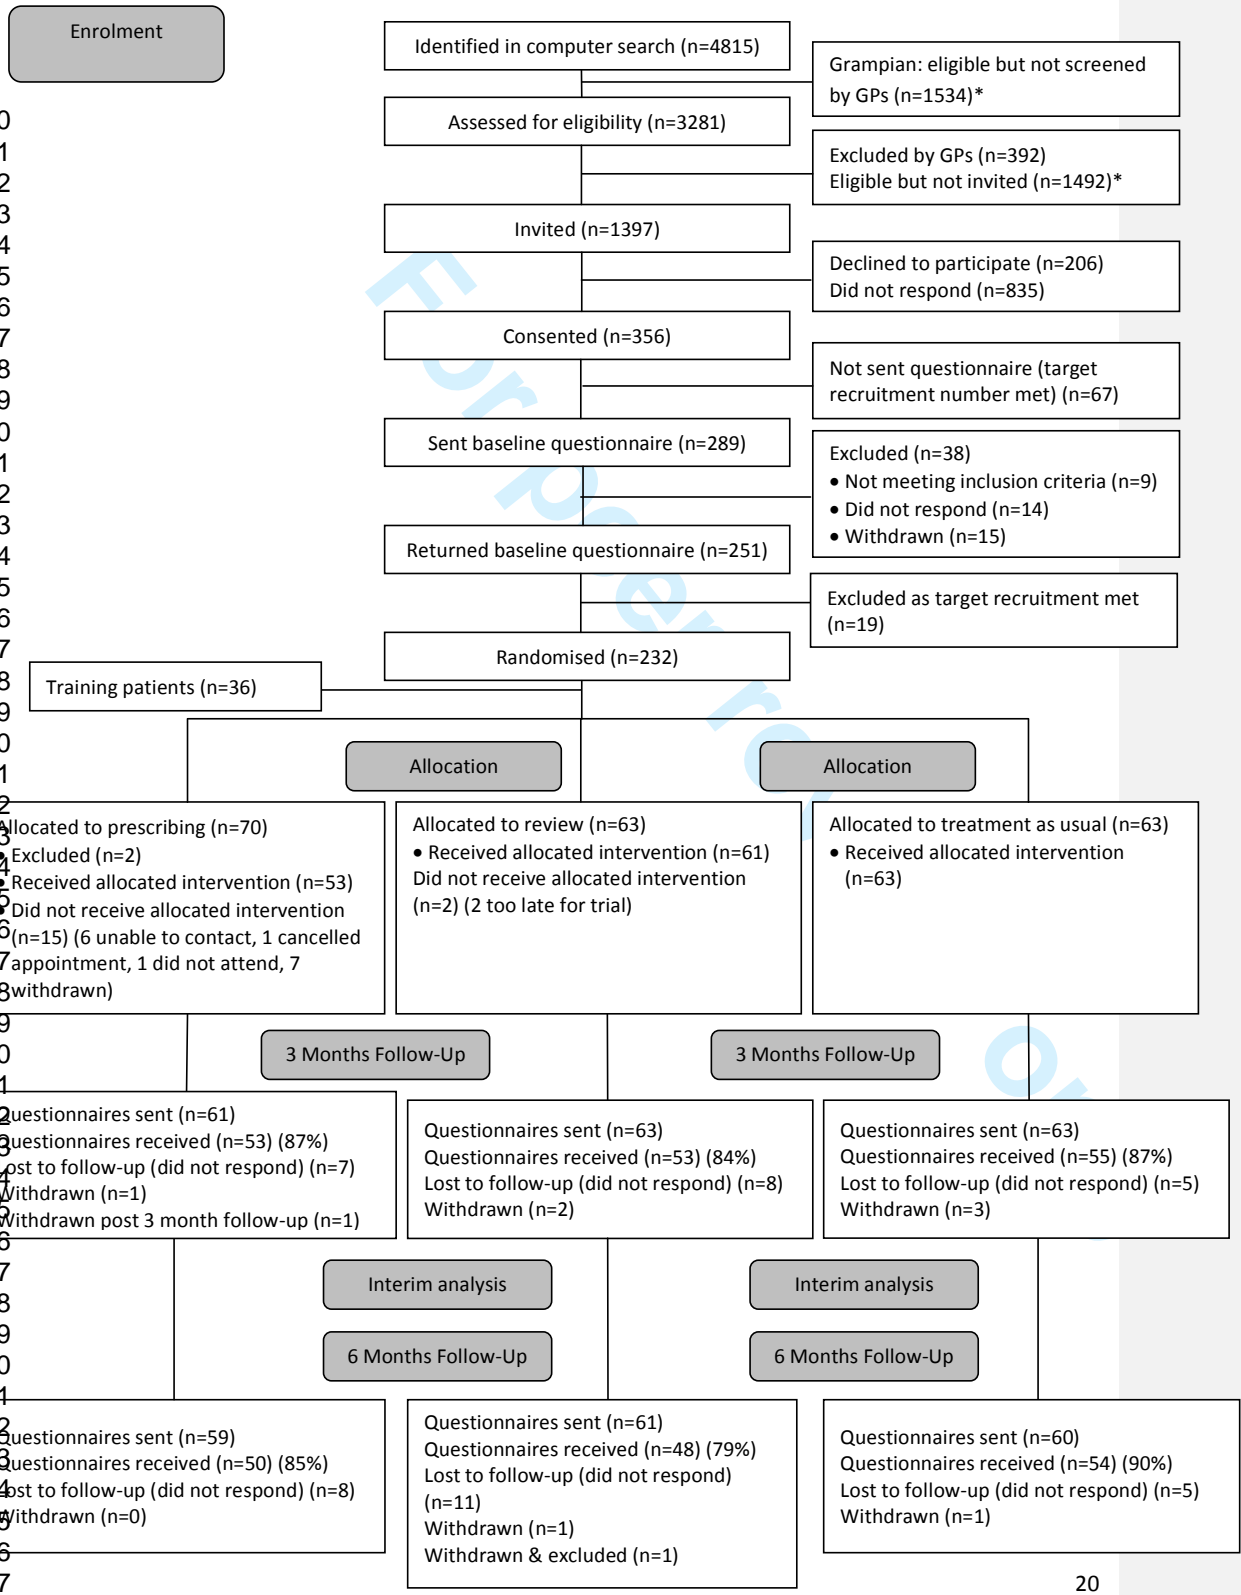 Enrolment
Identified in computer search (n=4815)
Grampian: eligible but not screened
by GPs (n=1534)*
Assessed for eligibility (n=3281)
Excluded by GPs (n=392)
Eligible but not invited (n=1492)*
Invited (n=1397)
Declined to participate (n=206)
Did not respond (n=835)
Consented (n=356)
Not sent questionnaire (target
recruitment number met) (n=67)
Sent baseline questionnaire (n=289)
Excluded (n=38)
• Not meeting inclusion criteria (n=9)
• Did not respond (n=14)
• Withdrawn (n=15)
Returned baseline questionnaire (n=251)
Excluded as target recruitment met
(n=19)
Randomised (n=232)
Training patients (n=36)
Allocation
Allocation
Allocated to prescribing (n=70)
• Excluded (n=2)
• Received allocated intervention (n=53)
• Did not receive allocated intervention
(n=15) (6 unable to contact, 1 cancelled
appointment, 1 did not attend, 7
withdrawn)
Allocated to review (n=63)
• Received allocated intervention (n=61)
Did not receive allocated intervention
(n=2) (2 too late for trial)
Allocated to treatment as usual (n=63)
• Received allocated intervention
(n=63)
3 Months Follow-Up
3 Months Follow-Up
Questionnaires sent (n=61)
Questionnaires received (n=53) (87%)
Lost to follow-up (did not respond) (n=7)
Withdrawn (n=1)
Withdrawn post 3 month follow-up (n=1)
Questionnaires sent (n=63)
Questionnaires received (n=53) (84%)
Lost to follow-up (did not respond) (n=8)
Withdrawn (n=2)
Questionnaires sent (n=63)
Questionnaires received (n=55) (87%)
Lost to follow-up (did not respond) (n=5)
Withdrawn (n=3)
Interim analysis
Interim analysis
6 Months Follow-Up
6 Months Follow-Up
Questionnaires sent (n=59)
Questionnaires received (n=50) (85%)
Lost to follow-up (did not respond) (n=8)
Withdrawn (n=0)
Questionnaires sent (n=61)
Questionnaires received (n=48) (79%)
Lost to follow-up (did not respond)
(n=11)
Withdrawn (n=1)
Withdrawn & excluded (n=1)
Questionnaires sent (n=60)
Questionnaires received (n=54) (90%)
Lost to follow-up (did not respond) (n=5)
Withdrawn (n=1)
20